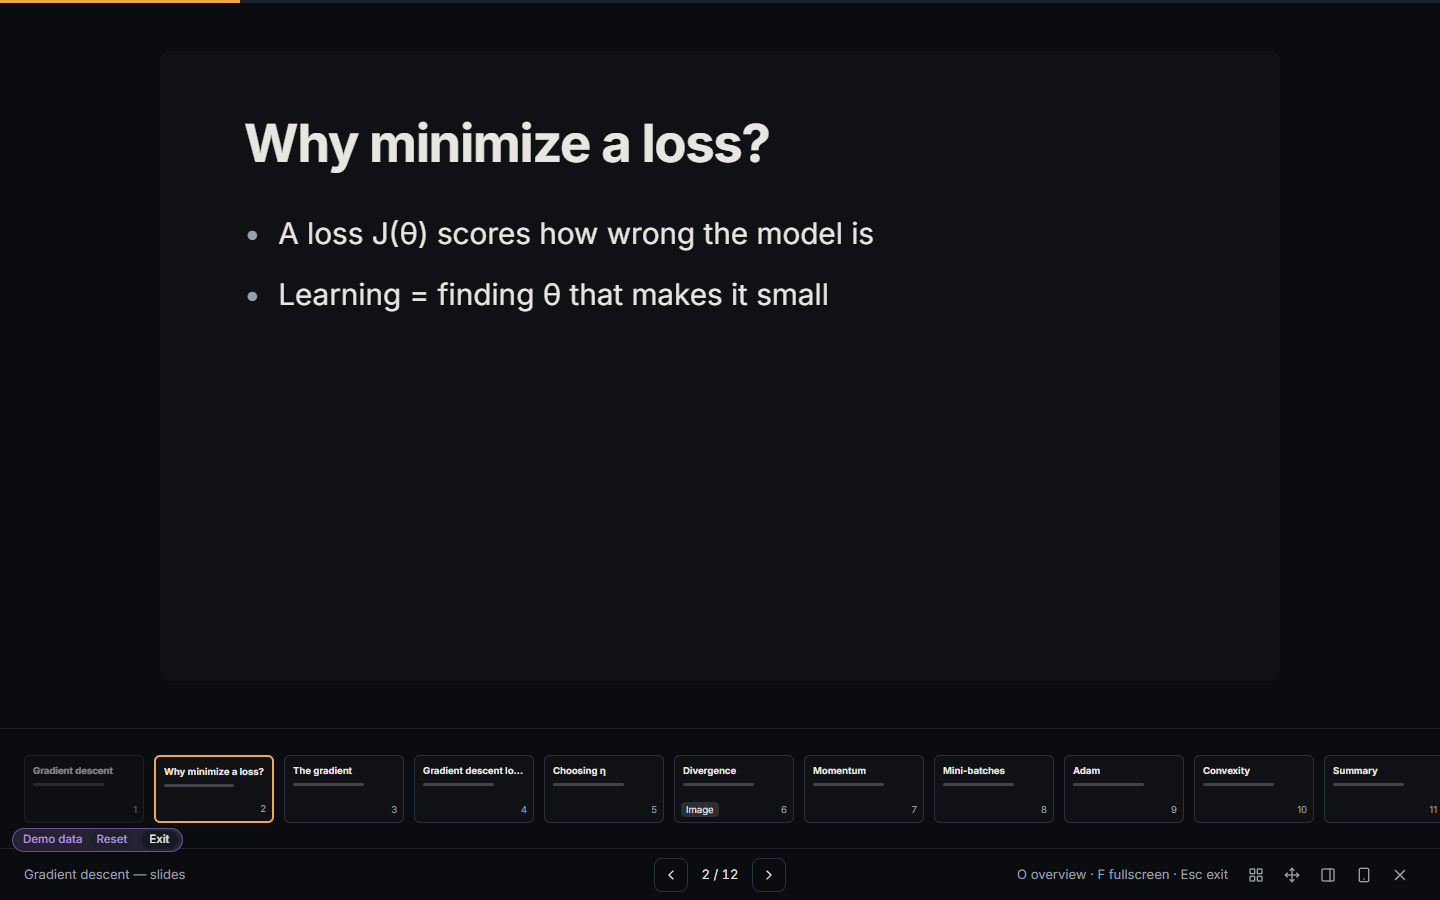 Why minimize a loss?
• A loss J(θ) scores how wrong the model is
• Learning = finding θ that makes it small
Gradient descent
1
Why minimize a loss?
2
The gradient
3
Gradient descent lo...
4
Choosing η
5
Divergence
Image
6
Momentum
7
Mini-batches
8
Adam
9
Convexity
10
Summary
11
Demo data Reset Exit
Gradient descent — slides
2 / 12
O overview · F fullscreen · Esc exit